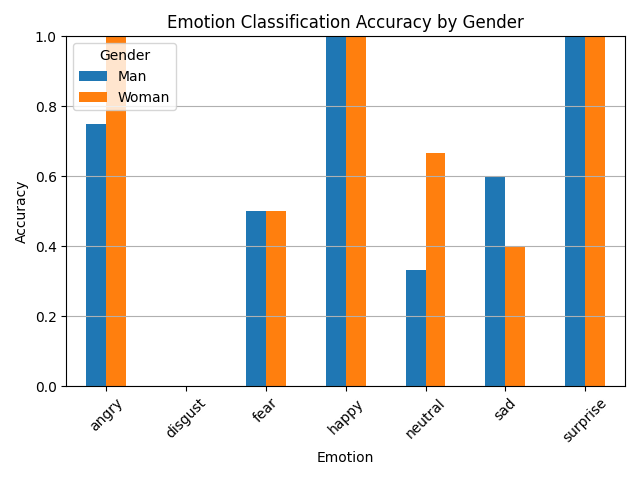 Emotion Classification Accuracy by Gender
Gender
Man
Woman
Accuracy
1.0
0.8
0.6
0.4
0.2
0.0
angry
disgust
fear
happy
neutral
sad
surprise
Emotion